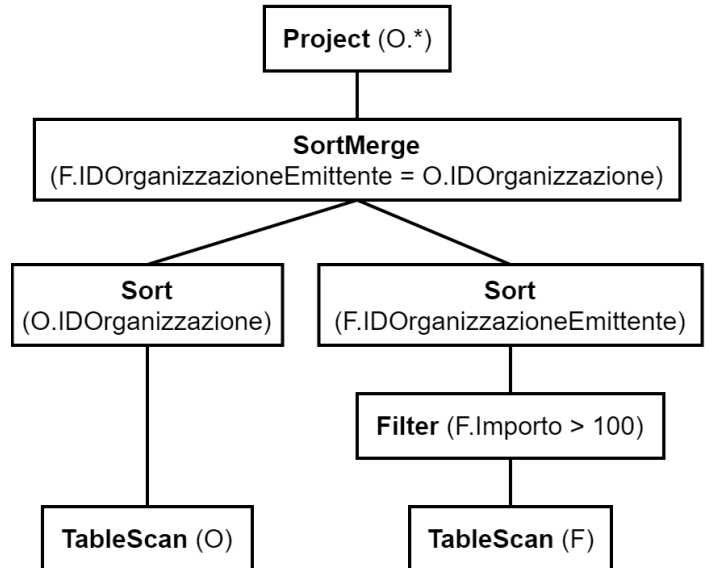 Project (O.*)
SortMerge
(F.IDOrganizzazioneEmittente = O.IDOrganizzazione)
Sort
(O.IDOrganizzazione)
Sort
(F.IDOrganizzazioneEmittente)
Filter (F.Importo > 100)
TableScan (O)
TableScan (F)